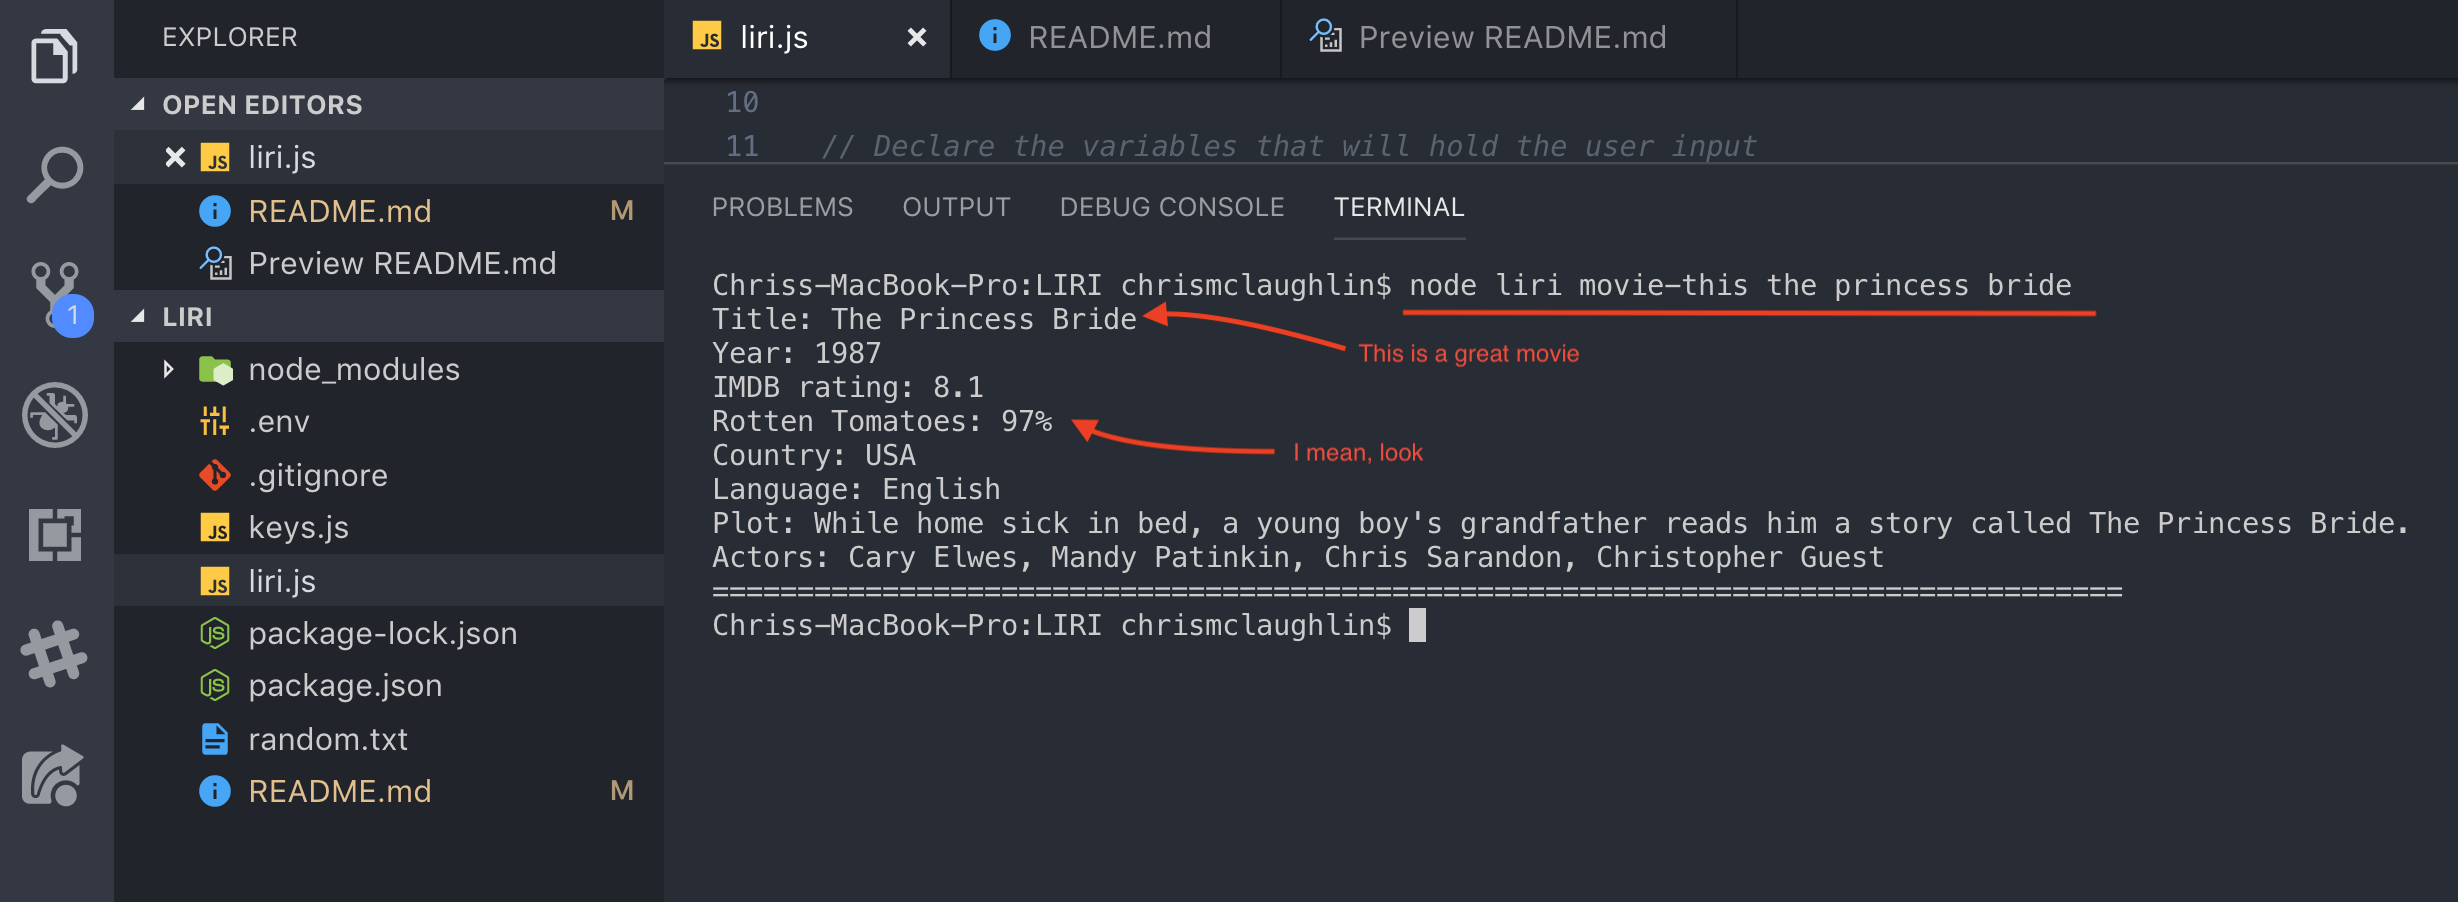 EXPLORER
OPEN EDITORS
JS liri.js
README.md M
Preview README.md
1
LIRI
node_modules
.env
.gitignore
JS keys.js
JS liri.js
JS package-lock.json
JS package.json
random.txt
README.md M
JS liri.js
README.md
Preview README.md
10
11 // Declare the variables that will hold the user input
PROBLEMS OUTPUT DEBUG CONSOLE TERMINAL
Chriss-MacBook-Pro:LIRI chrismclaughlin$ node liri movie-this the princess bride
Title: The Princess Bride
This is a great movie
Year: 1987
IMDB rating: 8.1
Rotten Tomatoes: 97%
I mean, look
Country: USA
Language: English
Plot: While home sick in bed, a young boy's grandfather reads him a story called The Princess Bride.
Actors: Cary Elwes, Mandy Patinkin, Chris Sarandon, Christopher Guest
===================================================================================
Chriss-MacBook-Pro:LIRI chrismclaughlin$